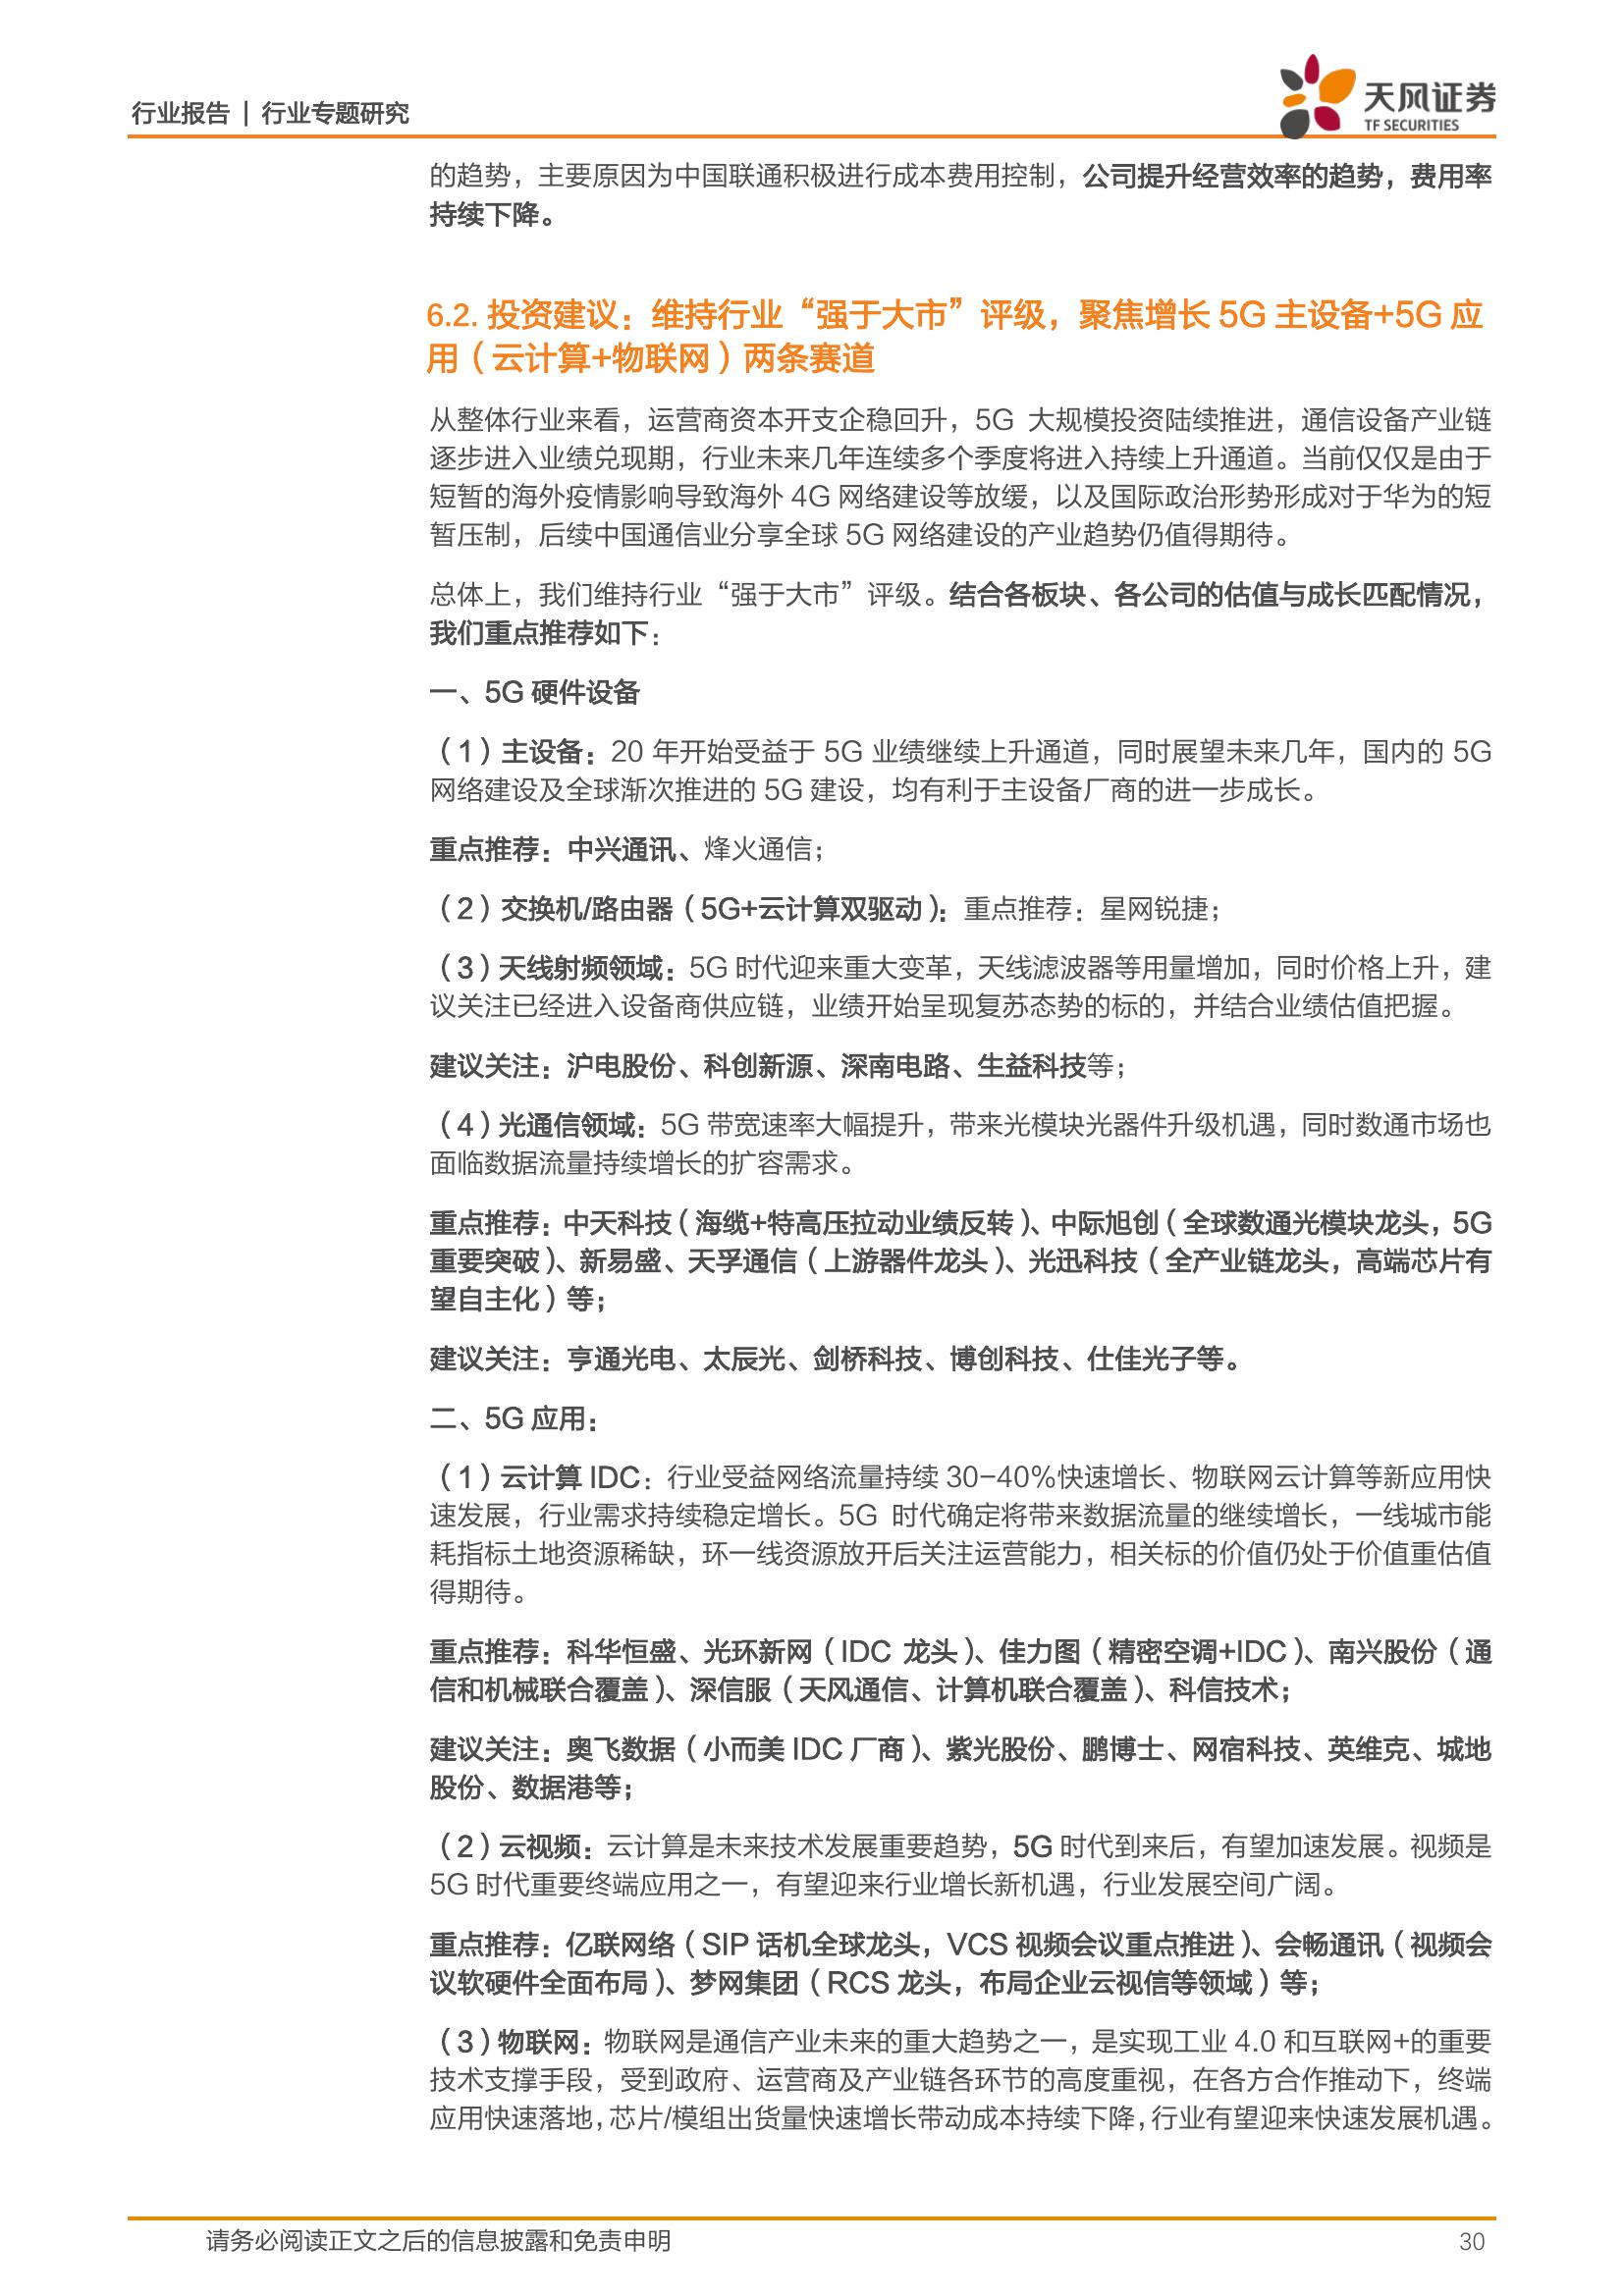 行业报告 | 行业专题研究
天风证券
TF SECURITIES
的趋势，主要原因为中国联通积极进行成本费用控制，公司提升经营效率的趋势，费用率
持续下降。
6.2. 投资建议：维持行业“强于大市”评级，聚焦增长 5G 主设备+5G 应
用（云计算+物联网）两条赛道
从整体行业来看，运营商资本开支企稳回升，5G 大规模投资陆续推进，通信设备产业链
逐步进入业绩兑现期，行业未来几年连续多个季度将进入持续上升通道。当前仅仅是由于
短暂的海外疫情影响导致海外 4G 网络建设等放缓，以及国际政治形势形成对于华为的短
暂压制，后续中国通信业分享全球 5G 网络建设的产业趋势仍值得期待。
总体上，我们维持行业“强于大市”评级。结合各板块、各公司的估值与成长匹配情况，
我们重点推荐如下：
一、5G 硬件设备
（1）主设备：20 年开始受益于 5G 业绩继续上升通道，同时展望未来几年，国内的 5G
网络建设及全球渐次推进的 5G 建设，均有利于主设备厂商的进一步成长。
重点推荐：中兴通讯、烽火通信；
（2）交换机/路由器（5G+云计算双驱动）：重点推荐：星网锐捷；
（3）天线射频领域：5G 时代迎来重大变革，天线滤波器等用量增加，同时价格上升，建
议关注已经进入设备商供应链，业绩开始呈现复苏态势的标的，并结合业绩估值把握。
建议关注：沪电股份、科创新源、深南电路、生益科技等；
（4）光通信领域：5G 带宽速率大幅提升，带来光模块光器件升级机遇，同时数通市场也
面临数据流量持续增长的扩容需求。
重点推荐：中天科技（海缆+特高压拉动业绩反转）、中际旭创（全球数通光模块龙头，5G
重要突破）、新易盛、天孚通信（上游器件龙头）、光迅科技（全产业链龙头，高端芯片有
望自主化）等；
建议关注：亨通光电、太辰光、剑桥科技、博创科技、仕佳光子等。
二、5G 应用：
（1）云计算 IDC：行业受益网络流量持续 30-40%快速增长、物联网云计算等新应用快
速发展，行业需求持续稳定增长。5G 时代确定将带来数据流量的继续增长，一线城市能
耗指标土地资源稀缺，环一线资源放开后关注运营能力，相关标的价值仍处于价值重估值
得期待。
重点推荐：科华恒盛、光环新网（IDC 龙头）、佳力图（精密空调+IDC）、南兴股份（通
信和机械联合覆盖）、深信服（天风通信、计算机联合覆盖）、科信技术；
建议关注：奥飞数据（小而美 IDC 厂商）、紫光股份、鹏博士、网宿科技、英维克、城地
股份、数据港等；
（2）云视频：云计算是未来技术发展重要趋势，5G 时代到来后，有望加速发展。视频是
5G 时代重要终端应用之一，有望迎来行业增长新机遇，行业发展空间广阔。
重点推荐：亿联网络（SIP 话机全球龙头，VCS 视频会议重点推进）、会畅通讯（视频会
议软硬件全面布局）、梦网集团（RCS 龙头，布局企业云视信等领域）等；
（3）物联网：物联网是通信产业未来的重大趋势之一，是实现工业 4.0 和互联网+的重要
技术支撑手段，受到政府、运营商及产业链各环节的高度重视，在各方合作推动下，终端
应用快速落地，芯片/模组出货量快速增长带动成本持续下降，行业有望迎来快速发展机遇。
请务必阅读正文之后的信息披露和免责申明
30